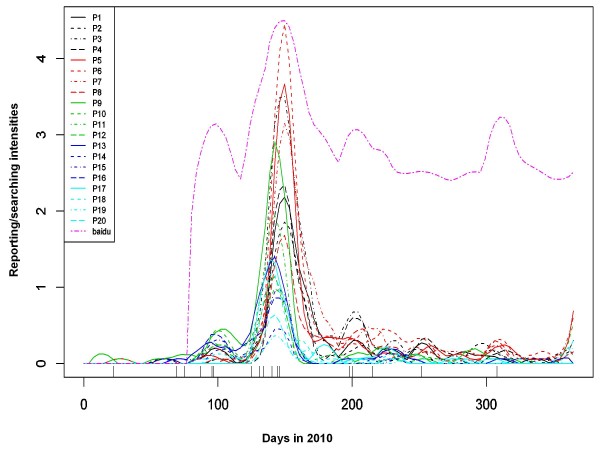 Reporting/searching intensities
4
3
2
1
0
P1
P2
P3
P4
P5
P6
P7
P8
P9
P10
P11
P12
P13
P14
P15
P16
P17
P18
P19
P20
baidu
0 100 200 300
Days in 2010